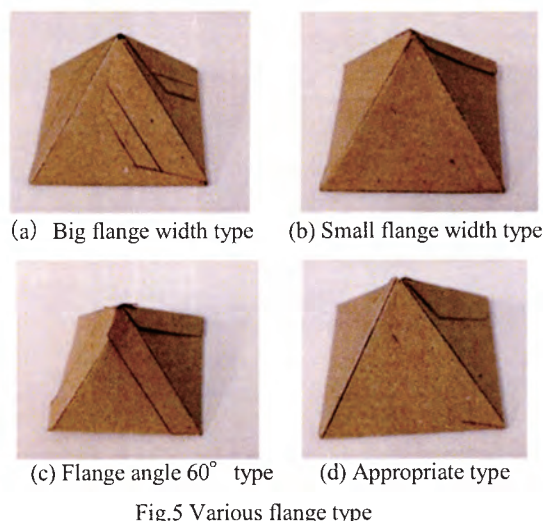 (a) Big flange width type
(b) Small flange width type
(c) Flange angle 60° type
(d) Appropriate type
Fig.5 Various flange type